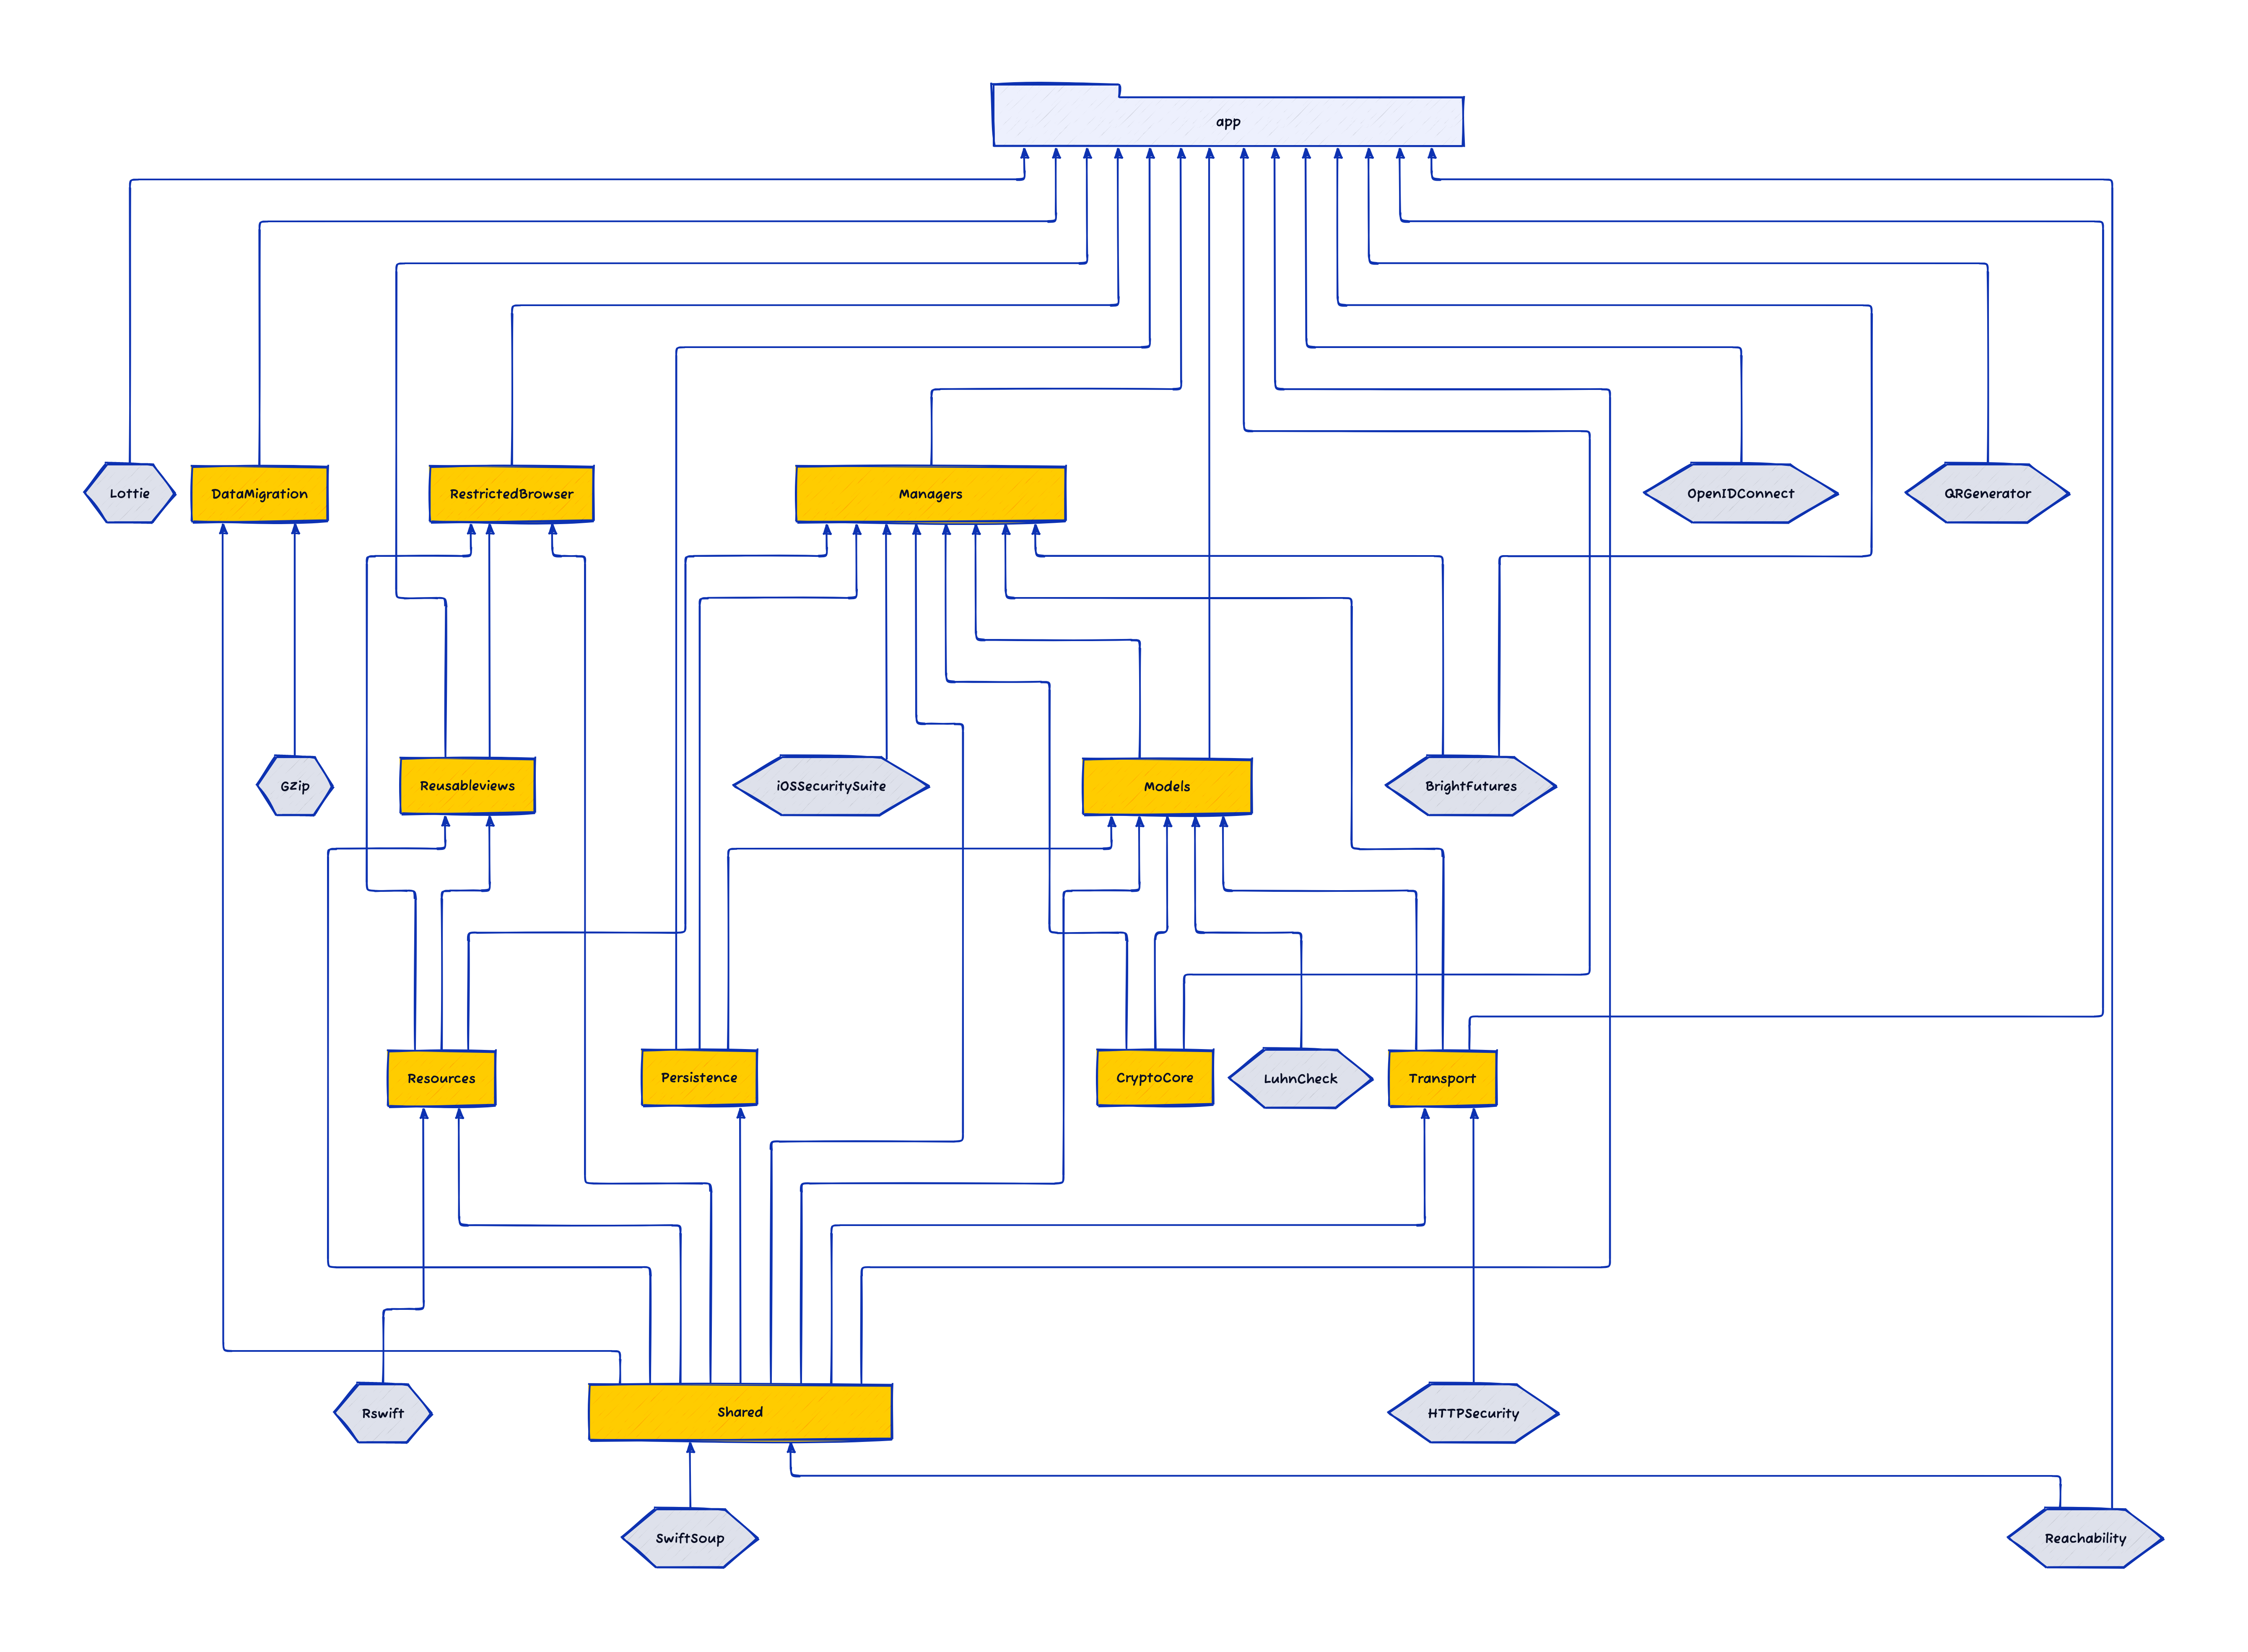 app
Lottie
DataMigration
RestrictedBrowser
Managers
OpenIDConnect
QRGenerator
Gzip
Reusableviews
iOSSecuritySuite
Models
BrightFutures
Resources
Persistence
CryptoCore
LuhnCheck
Transport
Rswift
Shared
HTTPSecurity
SwiftSoup
Reachability